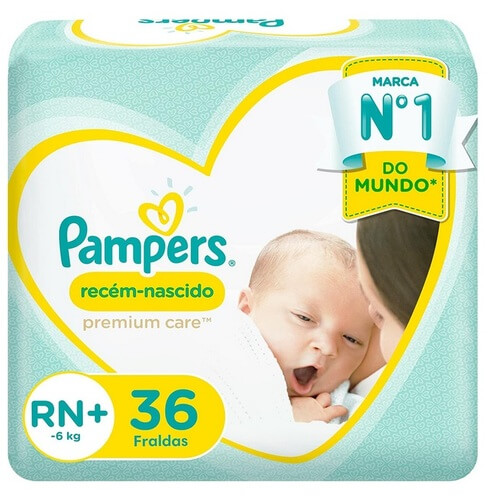 MARCA
Nº1
DO
MUNDO*
Pampers®
recém-nascido
premium care™
RN+
-6 kg
36
Fraldas